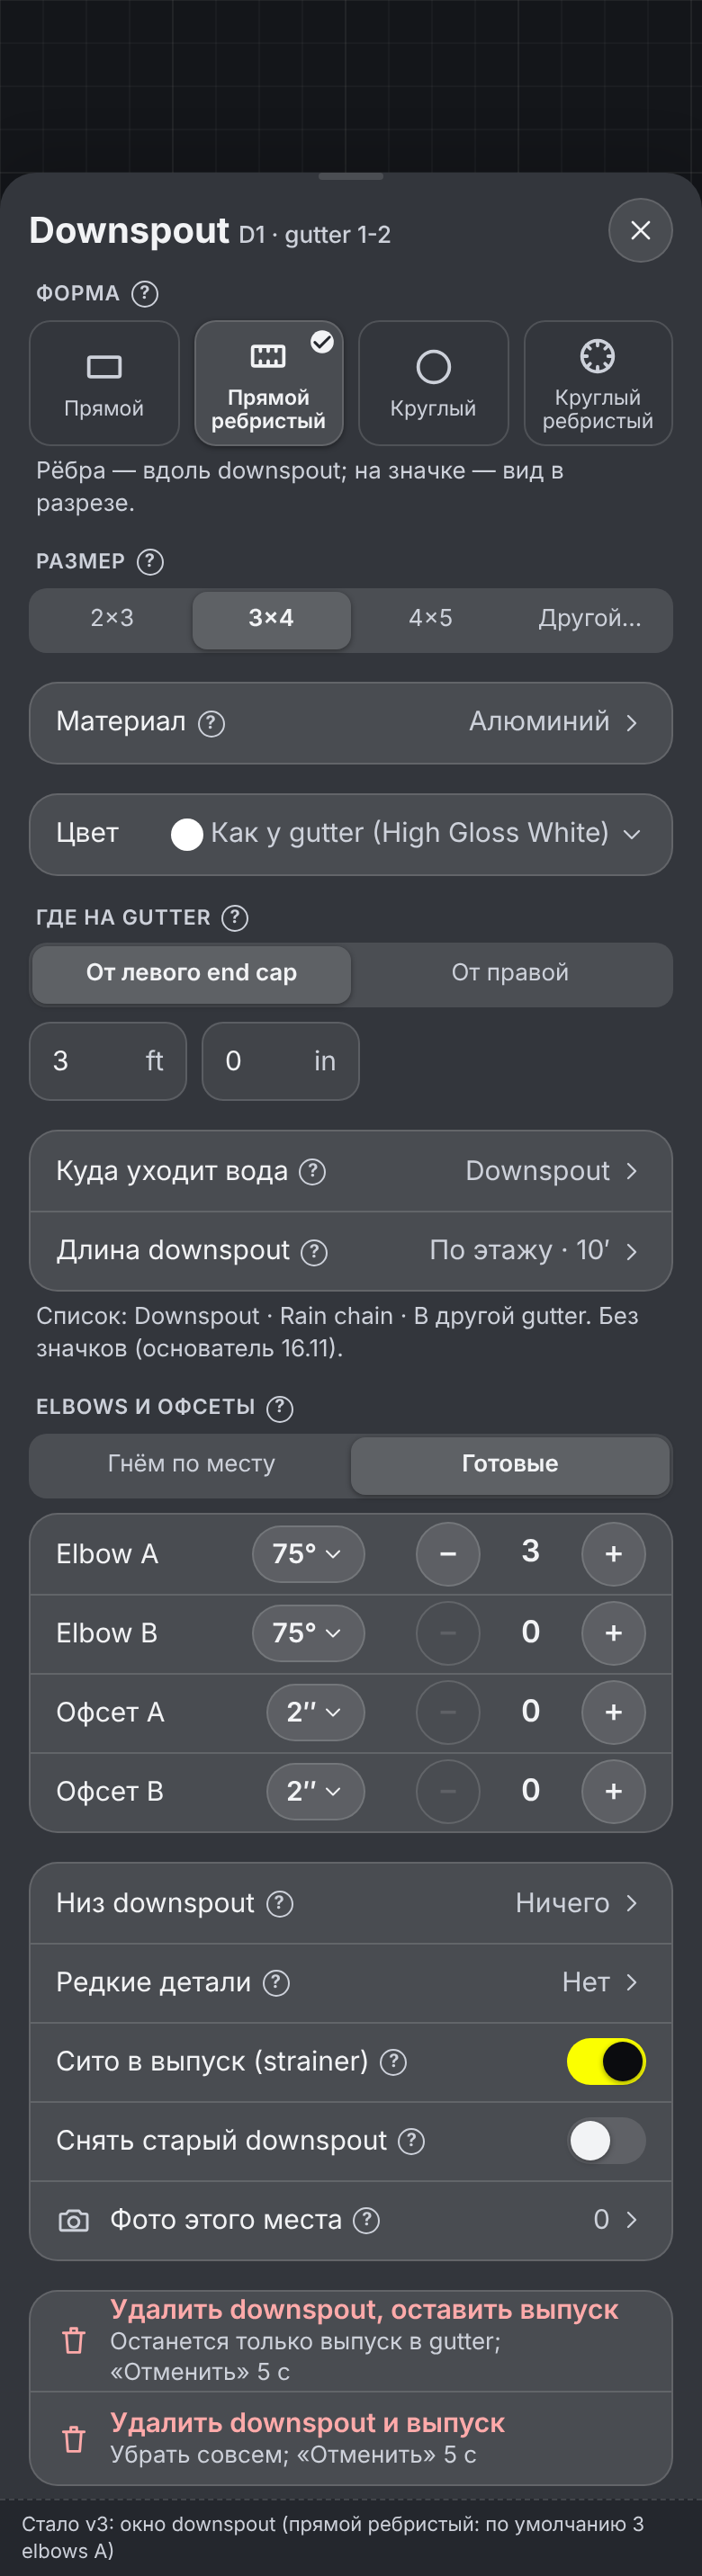 Downspout D1 · gutter 1-2
ФОРМА ?
Прямой
Прямой
ребристый
Круглый
Круглый
ребристый
Рёбра — вдоль downspout; на значке — вид в
разрезе.
РАЗМЕР ?
2×3 3×4 4×5 Другой…
Материал ? Алюминий
Цвет Как у gutter (High Gloss White)
ГДЕ НА GUTTER ?
От левого end cap От правой
3 ft 0 in
Куда уходит вода ? Downspout
Длина downspout ? По этажу · 10′
Список: Downspout · Rain chain · В другой gutter. Без
значков (основатель 16.11).
ELBOWS И ОФСЕТЫ ?
Гнём по месту Готовые
Elbow A 75° − 3 +
Elbow B 75° − 0 +
Офсет A 2″ − 0 +
Офсет B 2″ − 0 +
Низ downspout ? Ничего
Редкие детали ? Нет
Сито в выпуск (strainer) ?
Снять старый downspout ?
Фото этого места ? 0
Удалить downspout, оставить выпуск
Останется только выпуск в gutter;
«Отменить» 5 с
Удалить downspout и выпуск
Убрать совсем; «Отменить» 5 с
Стало v3: окно downspout (прямой ребристый: по умолчанию 3
elbows A)